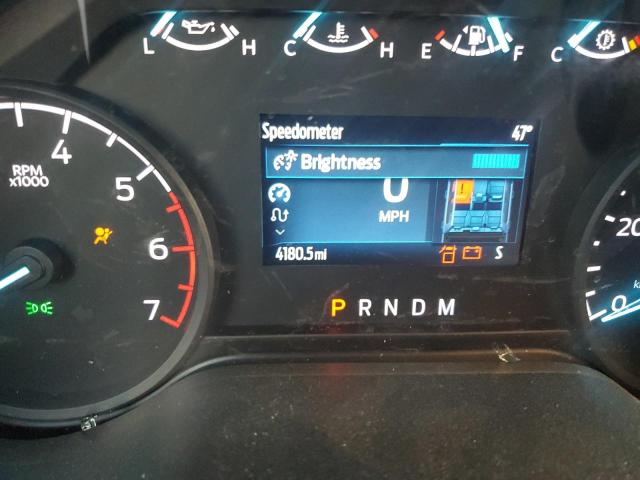 L H C H E F C
Speedometer 47°
Brightness
0
MPH
4180.5mi S
RPM
x1000
4
5
6
7
20
0
P R N D M